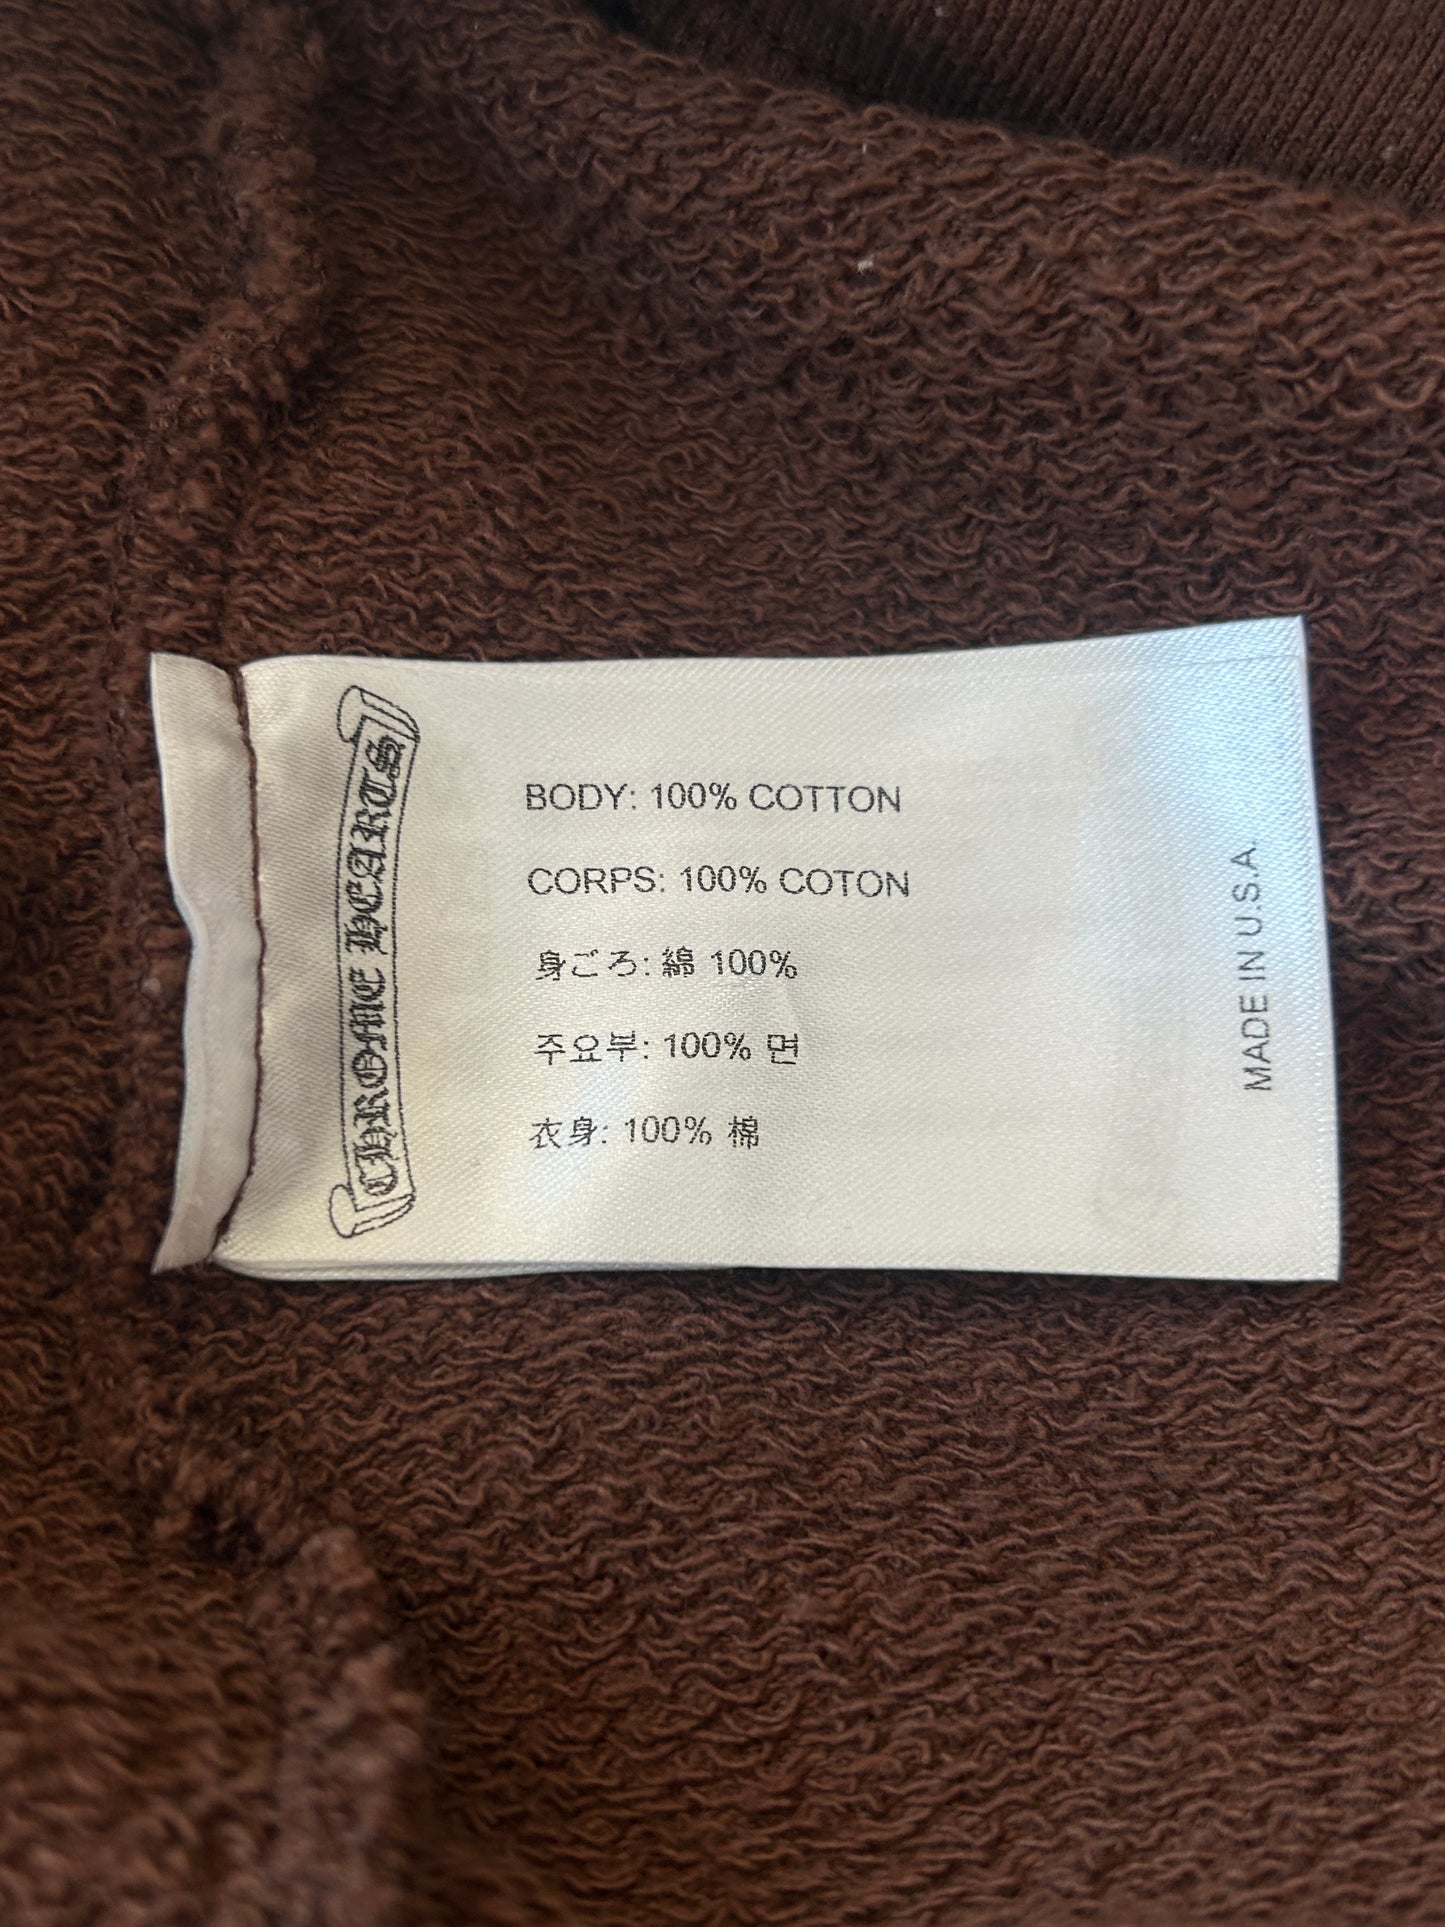 CHROME HEARTS
BODY: 100% COTTON
CORPS: 100% COTON
身ごろ: 綿 100%
주요부: 100% 면
衣身: 100% 棉
MADE IN U.S.A